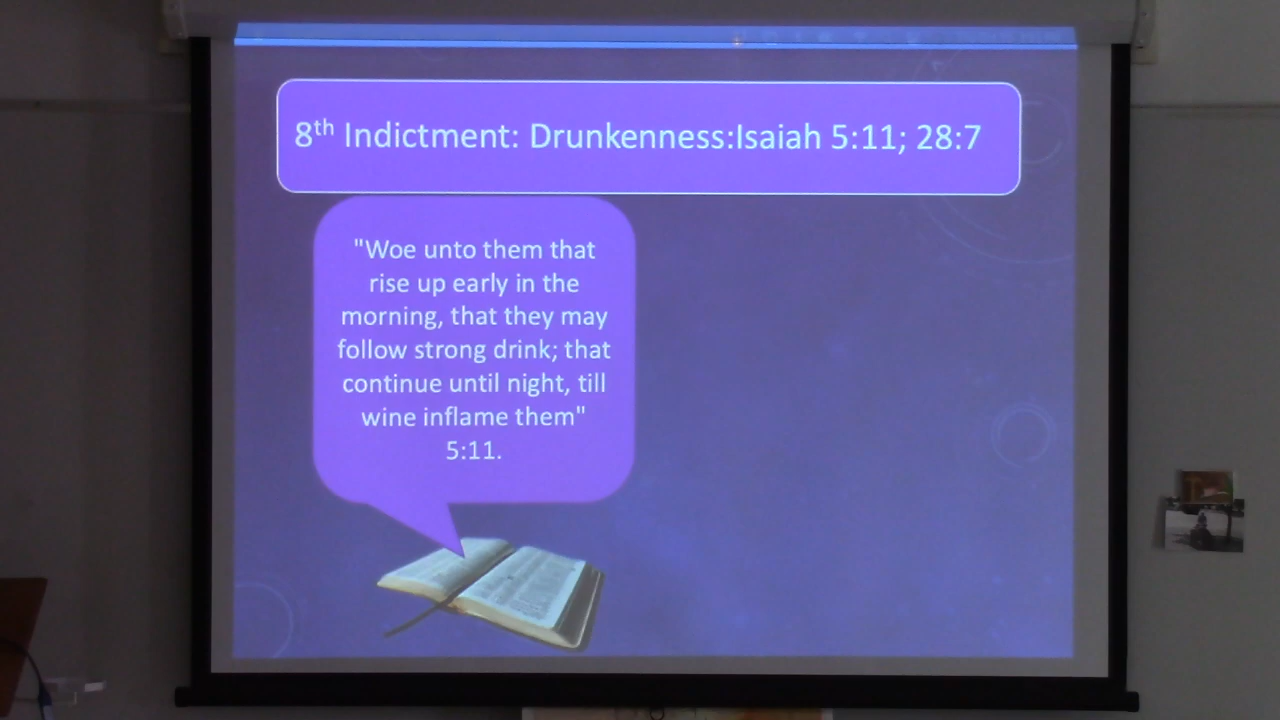 8th Indictment: Drunkenness:Isaiah 5:11; 28:7
"Woe unto them that
rise up early in the
morning, that they may
follow strong drink; that
continue until night, till
wine inflame them"
5:11.